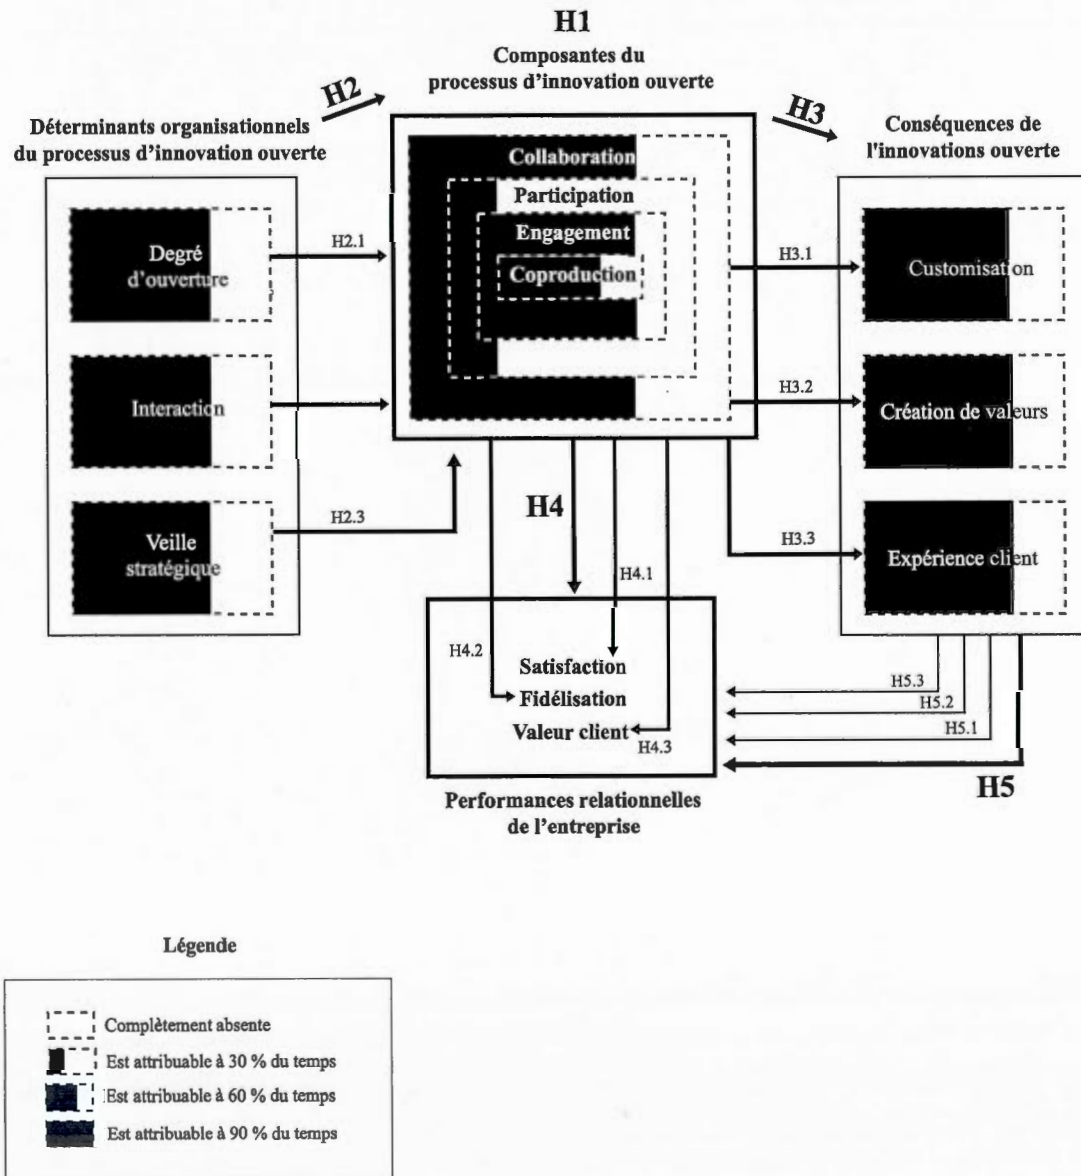 H1
Composantes du
processus d'innovation ouverte
H2
H3
Déterminants organisationnels
du processus d'innovation ouverte
Conséquences de
l'innovations ouverte
Collaboration
Participation
Engagement
Coproduction
Degré
d'ouverture
H2.1
H3.1
Customisation
Interaction
H3.2
Création de valeurs
Veille
stratégique
H2.3
H4
H4.1
H3.3
Expérience client
H4.2
Satisfaction
Fidélisation
Valeur client
H4.3
H5.3
H5.2
H5.1
H5
Performances relationnelles
de l'entreprise
Légende
Complètement absente
Est attribuable à 30 % du temps
Est attribuable à 60 % du temps
Est attribuable à 90 % du temps